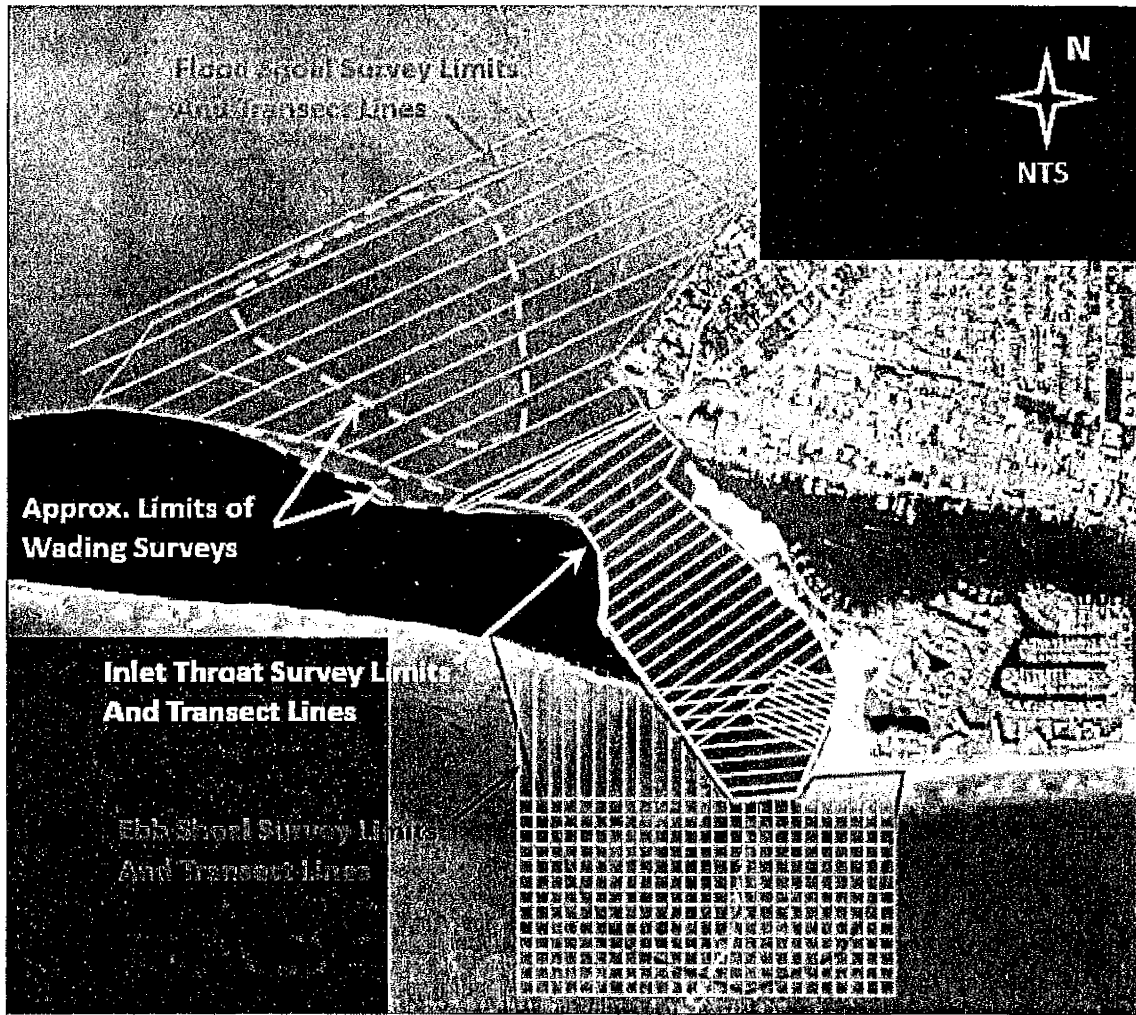 Flood Shoal Survey Limits
And Transect Lines
N
NTS
Approx. Limits of
Wading Surveys
Inlet Throat Survey Limits
And Transect Lines
Ebb Shoal Survey Limits
And Transect Lines